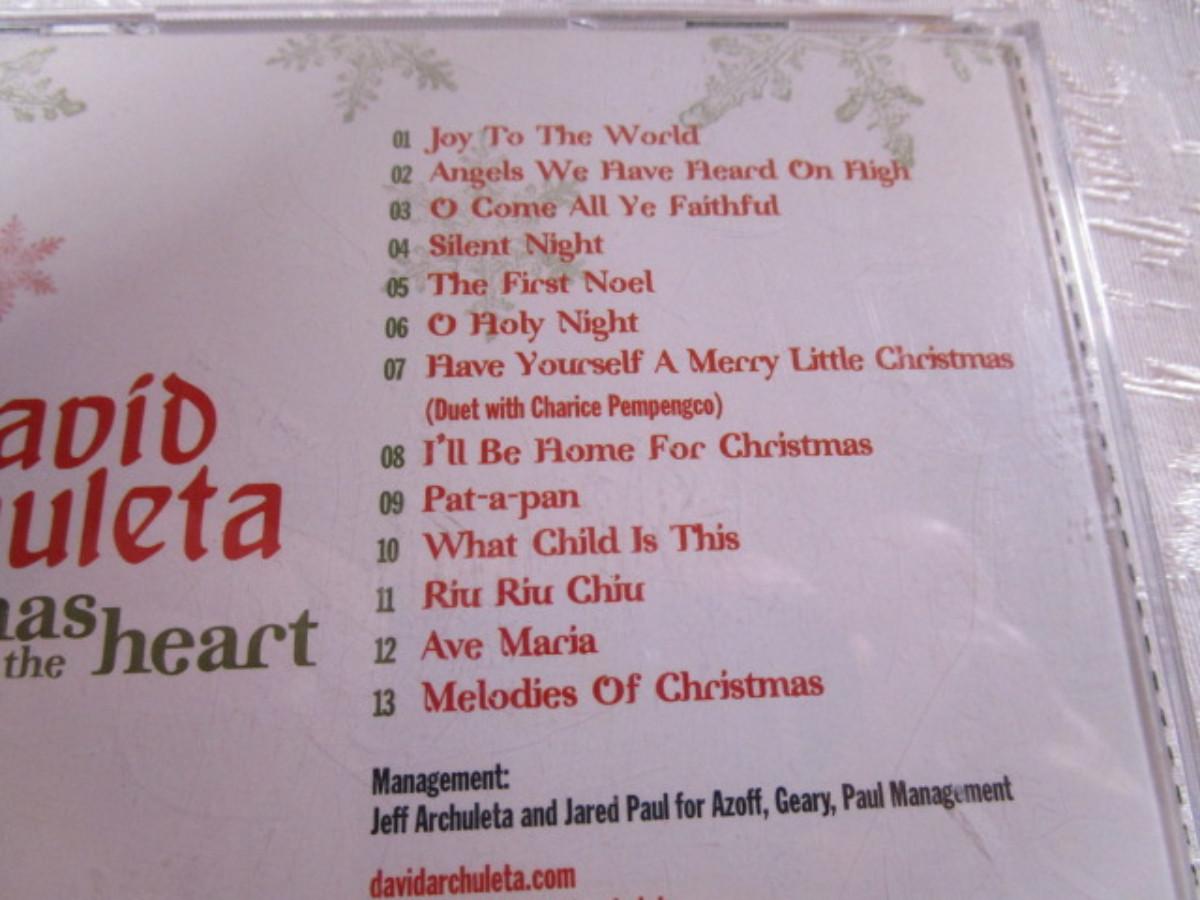 01 Joy To The World
02 Angels We Have Heard On High
03 O Come All Ye Faithful
04 Silent Night
05 The First Noel
06 O Holy Night
07 Have Yourself A Merry Little Christmas
(Duet with Charice Pempengco)
08 I'll Be Home For Christmas
09 Pat-a-pan
10 What Child Is This
11 Riu Riu Chiu
12 Ave Maria
13 Melodies Of Christmas
avid
uleta
as
the heart
Management:
Jeff Archuleta and Jared Paul for Azoff, Geary, Paul Management
davidarchuleta.com